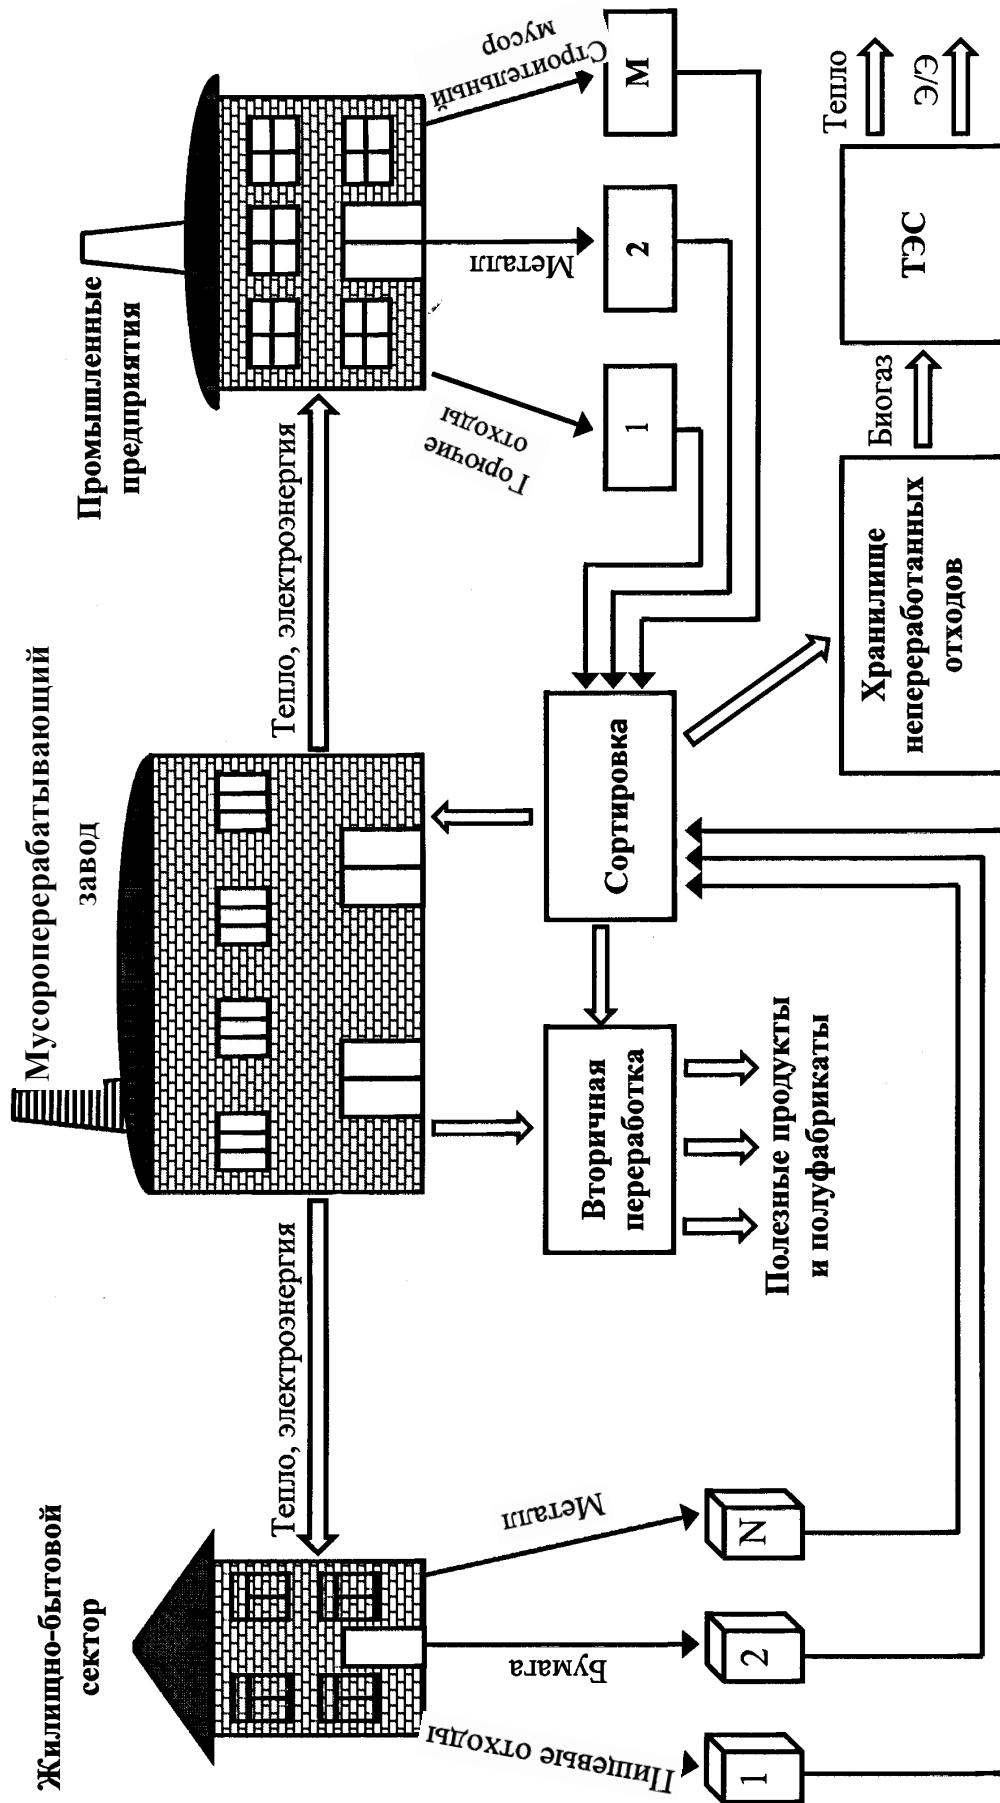 Жилищно-бытовой
сектор
Мусороперерабатывающий
завод
Промышленные
предприятия
Тепло, электроэнергия
Тепло, электроэнергия
Пищевые отходы
Бумага
Металл
Горючие
отходы
Металл
Строительный
мусор
1
2
N
1
2
М
Вторичная
переработка
Сортировка
Полезные продукты
и полуфабрикаты
Хранилище
непереработанных
отходов
Биогаз
ТЭС
Тепло
Э/Э